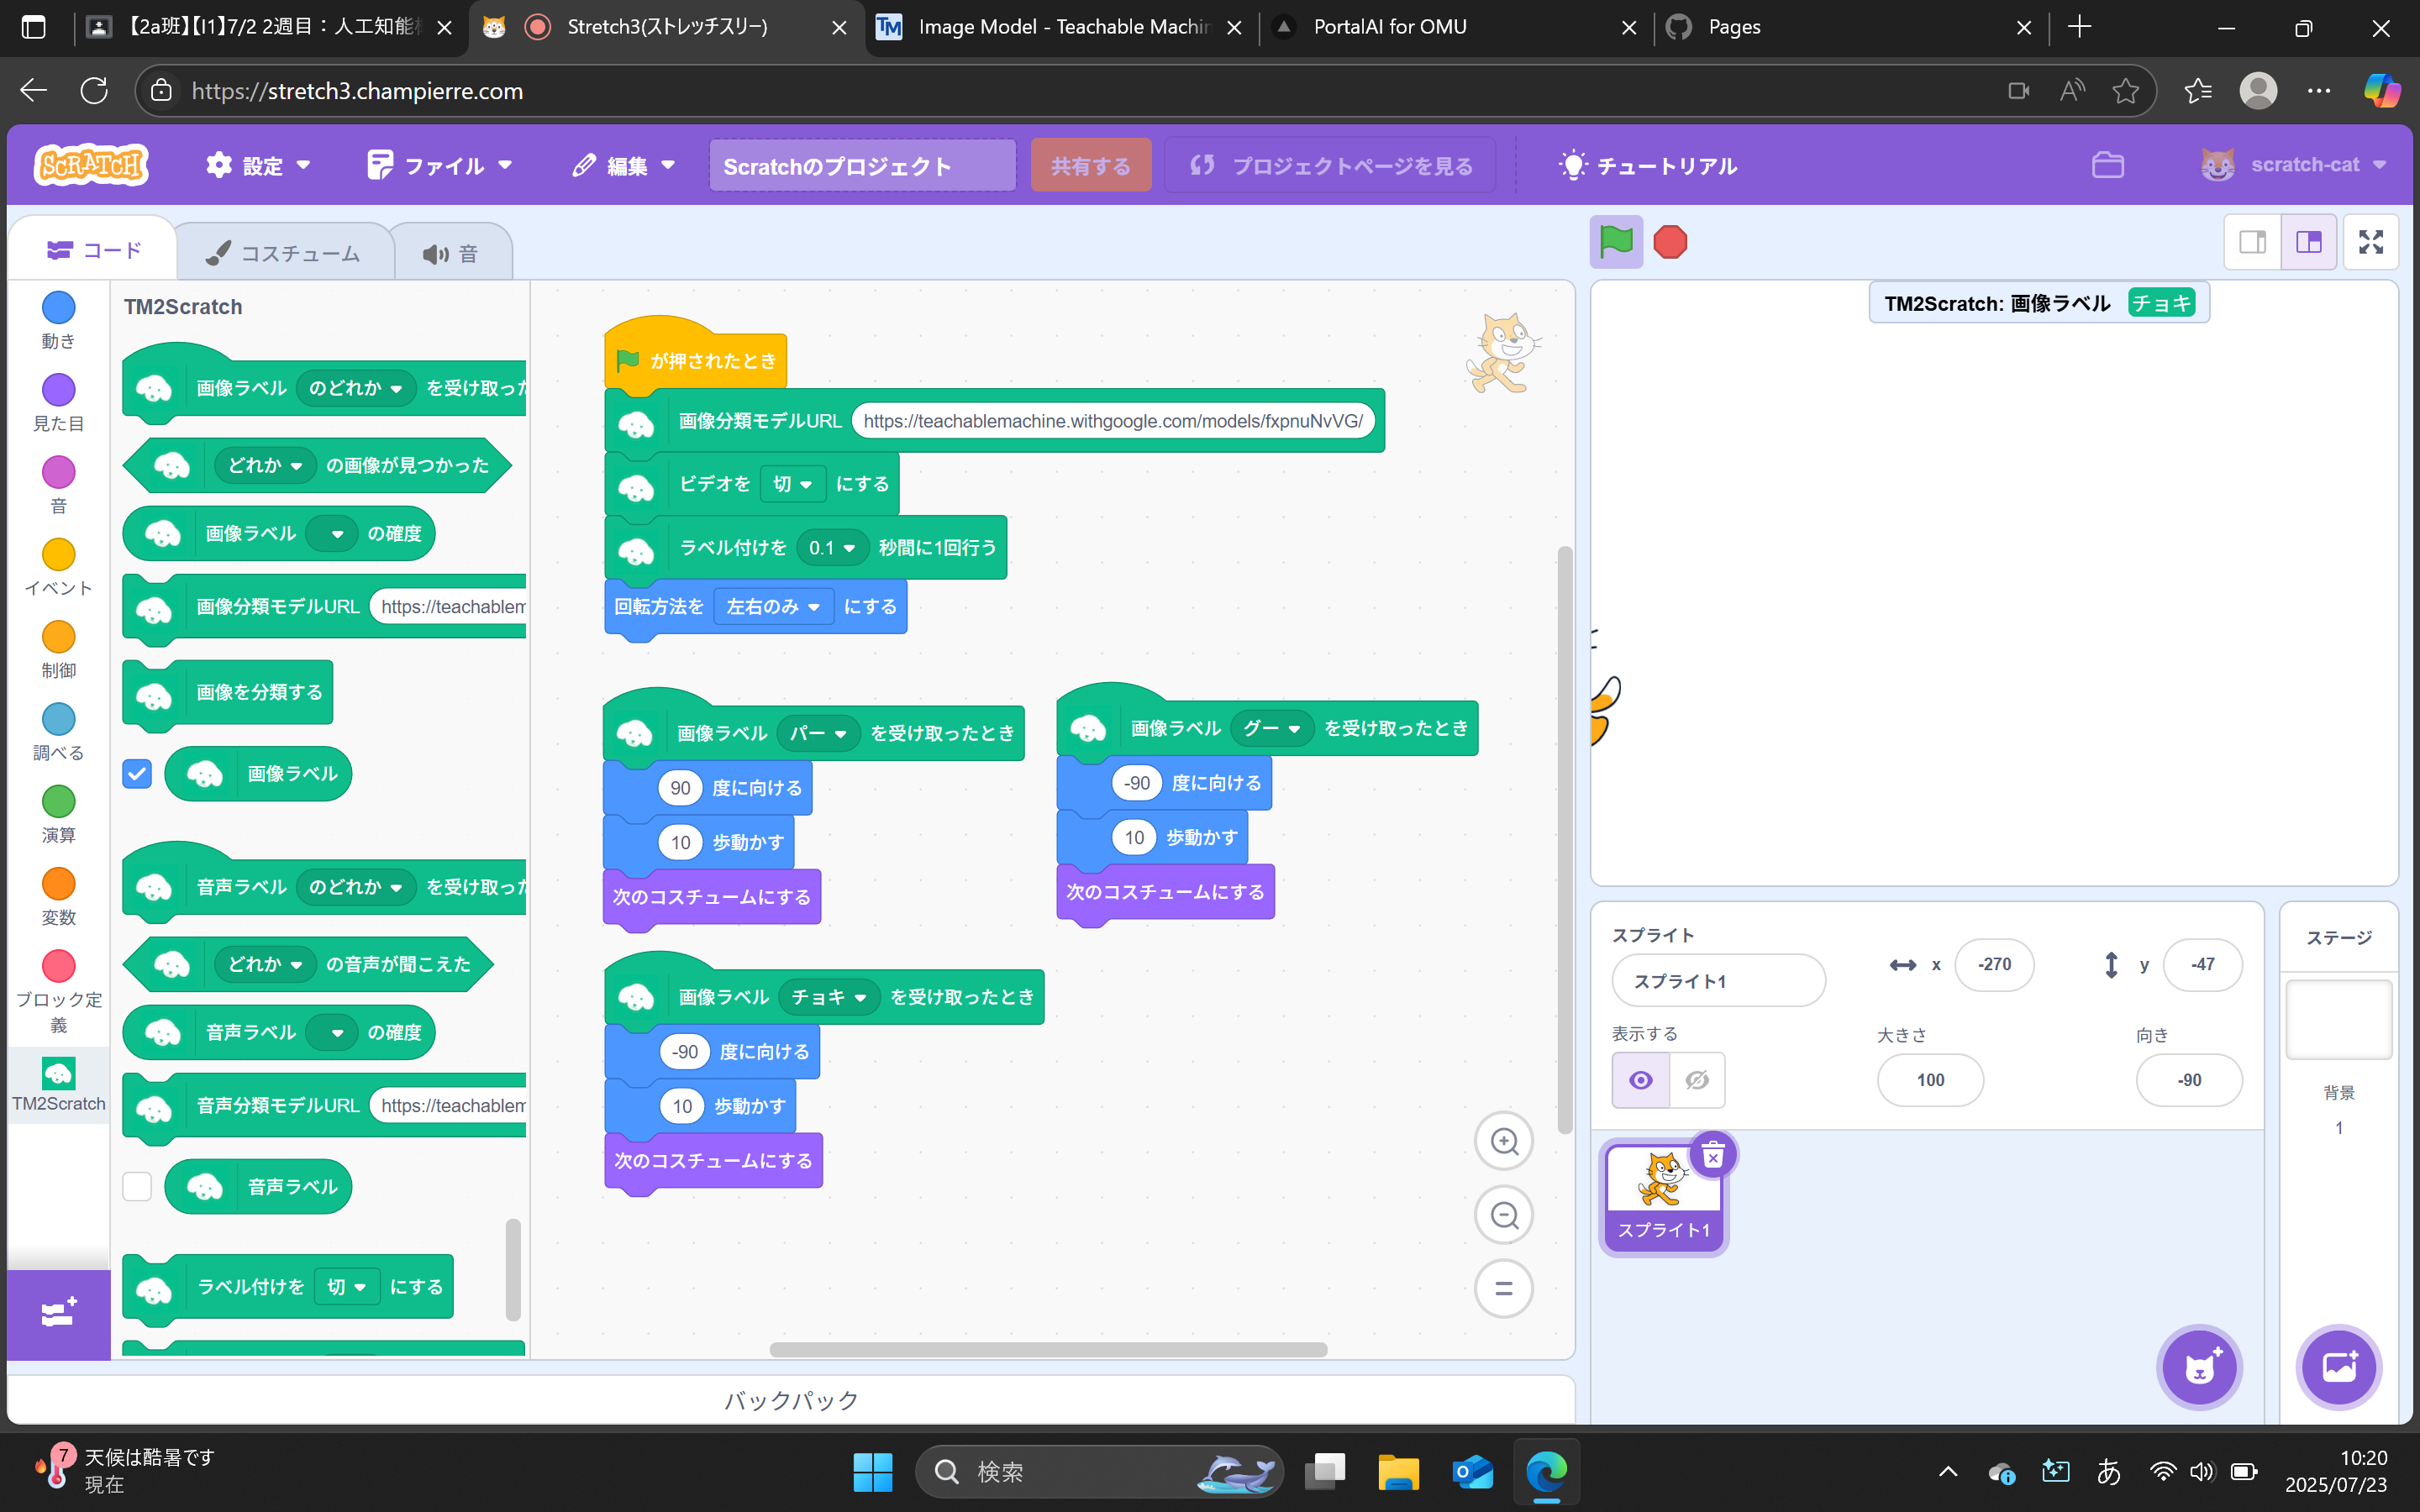 【2a班】【I1】7/2 2週目：人工知能
Stretch3(ストレッチスリー)
Image Model - Teachable Machin
PortalAI for OMU
Pages
https://stretch3.champierre.com
SCRATCH
設定
ファイル
編集
Scratchのプロジェクト
共有する
プロジェクトページを見る
チュートリアル
scratch-cat
コード
コスチューム
音
動き
見た目
音
イベント
制御
調べる
演算
変数
ブロック定
義
TM2Scratch
TM2Scratch
画像ラベル のどれか を受け取った
どれか の画像が見つかった
画像ラベル の確度
画像分類モデルURL https://teachablem
画像を分類する
画像ラベル
音声ラベル のどれか を受け取った
どれか の音声が聞こえた
音声ラベル の確度
音声分類モデルURL https://teachablem
音声ラベル
ラベル付けを 切 にする
が押されたとき
画像分類モデルURL https://teachablemachine.withgoogle.com/models/fxpnuNvVG/
ビデオを 切 にする
ラベル付けを 0.1 秒間に1回行う
回転方法を 左右のみ にする
画像ラベル パー を受け取ったとき
90 度に向ける
10 歩動かす
次のコスチュームにする
画像ラベル グー を受け取ったとき
-90 度に向ける
10 歩動かす
次のコスチュームにする
画像ラベル チョキ を受け取ったとき
-90 度に向ける
10 歩動かす
次のコスチュームにする
バックパック
TM2Scratch: 画像ラベル チョキ
スプライト
スプライト1
x -270
y -47
表示する
大きさ
100
向き
-90
スプライト1
ステージ
背景
1
7
天候は酷暑です
現在
検索
あ
10:20
2025/07/23